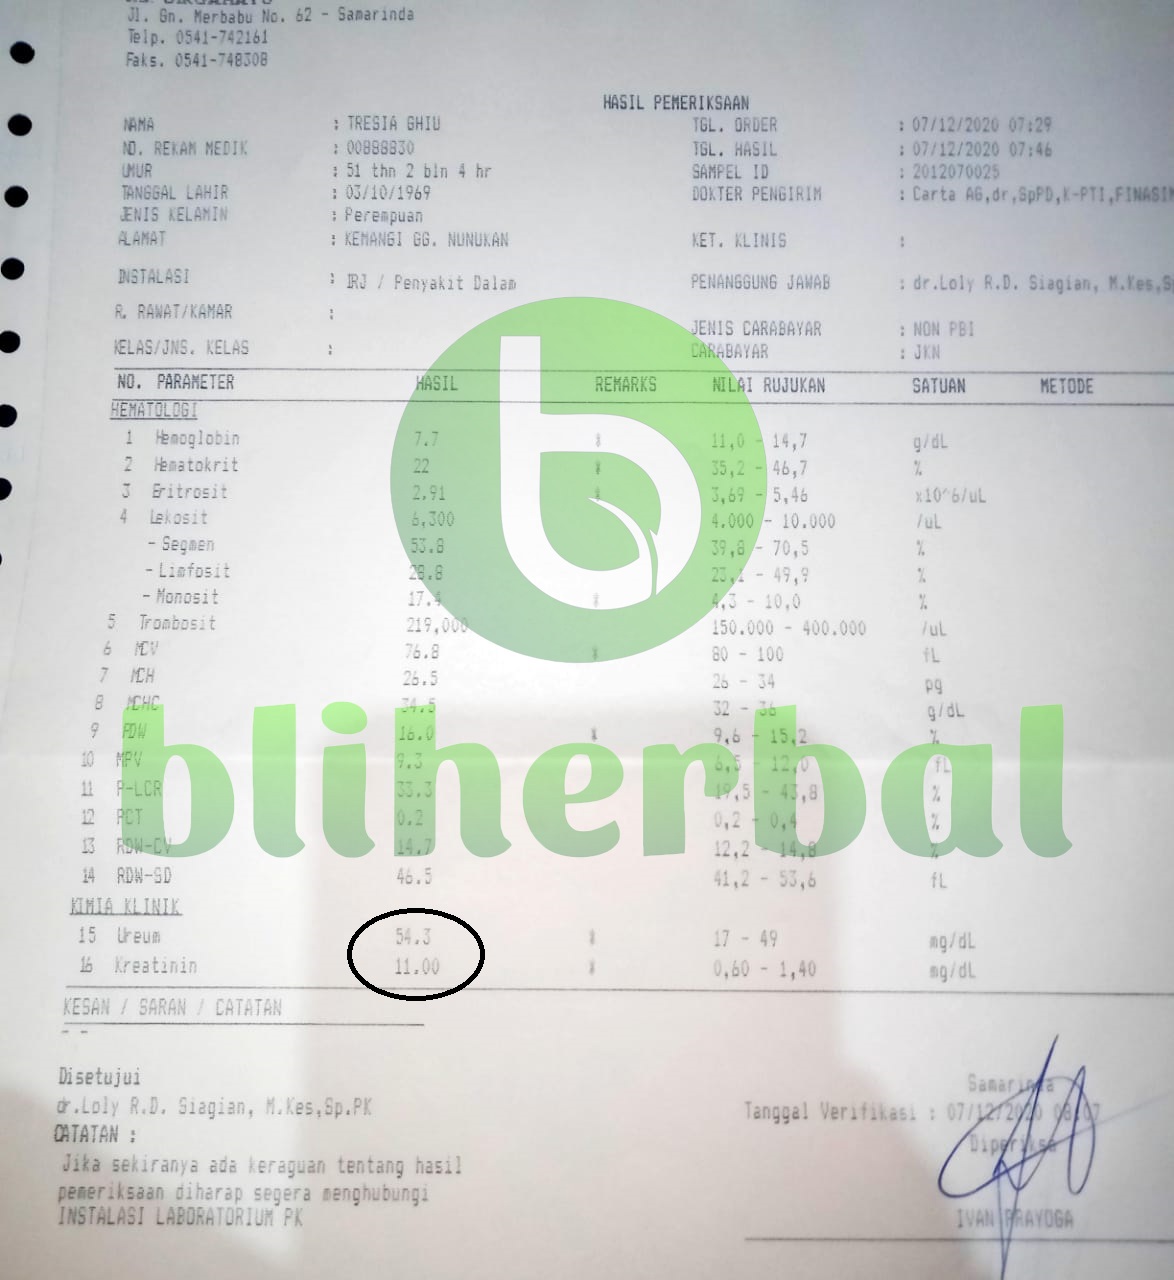 Jl. Gn. Merbabu No. 62 - Samarinda
Telp. 0541-742161
Faks. 0541-748308
HASIL PEMERIKSAAN
NAMA : TRESIA GHIU TGL. ORDER : 07/12/2020 07:29
NO. REKAM MEDIK : 00888830 TGL. HASIL : 07/12/2020 07:46
UMUR : 51 thn 2 bln 4 hr SAMPEL ID : 2012070025
TANGGAL LAHIR : 03/10/1969 DOKTER PENGIRIM : Carta AG,dr,SpPD,K-PTI,FINASIM
JENIS KELAMIN : Perempuan
ALAMAT : KEMANGI GG. NUNUKAN KET. KLINIS :
INSTALASI : IRJ / Penyakit Dalam PENANGGUNG JAWAB : dr.Loly R.D. Siagian, M.Kes,Sp
R. RAWAT/KAMAR :
JENIS CARABAYAR : NON PBI
KELAS/JNS. KELAS : CARABAYAR : JKN
NO. PARAMETER HASIL REMARKS NILAI RUJUKAN SATUAN METODE
HEMATOLOGI
1 Hemoglobin 7.7 * 11,0 - 14,7 g/dL
2 Hematokrit 22 * 35,2 - 46,7 %
3 Eritrosit 2.91 * 3,69 - 5,46 x10^6/uL
4 Lekosit 6,300 4.000 - 10.000 /uL
- Segmen 53.8 39,8 - 70,5 %
- Limfosit 28.8 23,1 - 49,9 %
- Monosit 17.4 * 4,3 - 10,0 %
5 Trombosit 219,000 150.000 - 400.000 /uL
6 MCV 76.8 * 80 - 100 fL
7 MCH 26.5 26 - 34 pg
8 MCHC 34.5 32 - 36 g/dL
9 PDW 16.0 * 9,6 - 15,2 %
10 MPV 9.3 6,5 - 12,0 fL
11 P-LCR 33.3 19,5 - 43,8 %
12 PCT 0.2 0,2 - 0,4 %
13 RDW-CV 14.7 12,2 - 14,8 %
14 RDW-SD 46.5 41,2 - 53,6 fL
bliherbal
KIMIA KLINIK
15 Ureum 54.3 * 17 - 49 mg/dL
16 Kreatinin 11.00 * 0,60 - 1,40 mg/dL
KESAN / SARAN / CATATAN
- -
Disetujui
dr.Loly R.D. Siagian, M.Kes,Sp.PK
CATATAN :
Jika sekiranya ada keraguan tentang hasil
pemeriksaan diharap segera menghubungi
INSTALASI LABORATORIUM PK
Samarinda
Tanggal Verifikasi : 07/12/2020 08:07
Diperiksa
IVAN PRAYOGA